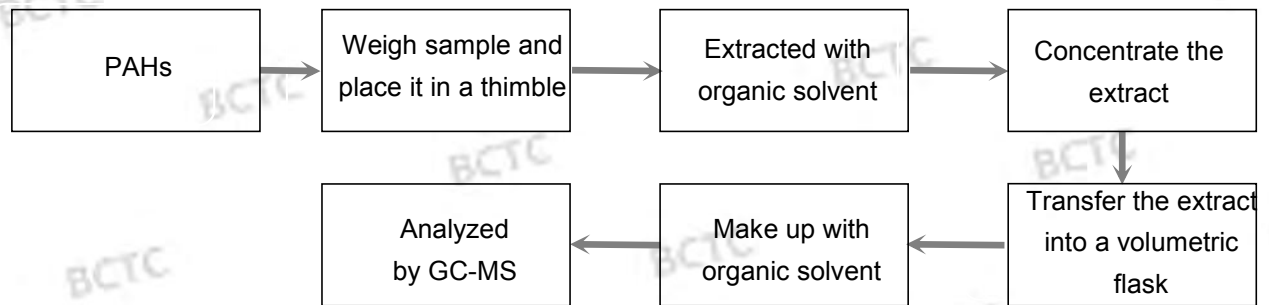 BCTC
PAHs
Weigh sample and
place it in a thimble
Extracted with
organic solvent
BCTC
Concentrate the
extract
BCTC
BCTC
BCTC
Transfer the extract
into a volumetric
flask
Make up with
organic solvent
BCTC
Analyzed
by GC-MS
BCTC